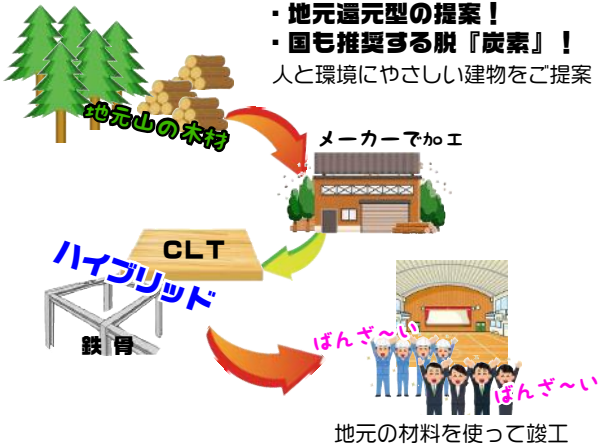 ・地元還元型の提案！
・国も推奨する脱『炭素』！
人と環境にやさしい建物をご提案
地元山の木材
メーカーで加工
CLT
ハイブリッド
鉄骨
ばんざ～い
ばんざ～い
地元の材料を使って竣工